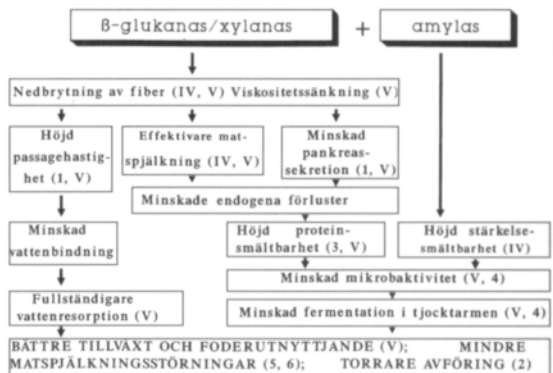 ß-glukanas/xylanas + amylas
Nedbrytning av fiber (IV, V) Viskositetssänkning (V)
Höjd
passagehastig-
het (1, V)
Effektivare mat-
spjälkning (IV, V)
Minskad
pankreas-
sekretion (1, V)
Minskade endogena förluster
Minskad
vattenbindning
Höjd protein-
smältbarhet (3, V)
Höjd stärkelse-
smältbarhet (IV)
Minskad mikrobaktivitet (V, 4)
Fullständigare
vattenresorption (V)
Minskad fermentation i tjocktarmen (V, 4)
BÄTTRE TILLVÄXT OCH FODERUTNYTTJANDE (V); MINDRE
MATSPJÄLKNINGSSTÖRNINGAR (5, 6); TORRARE AVFÖRING (2)